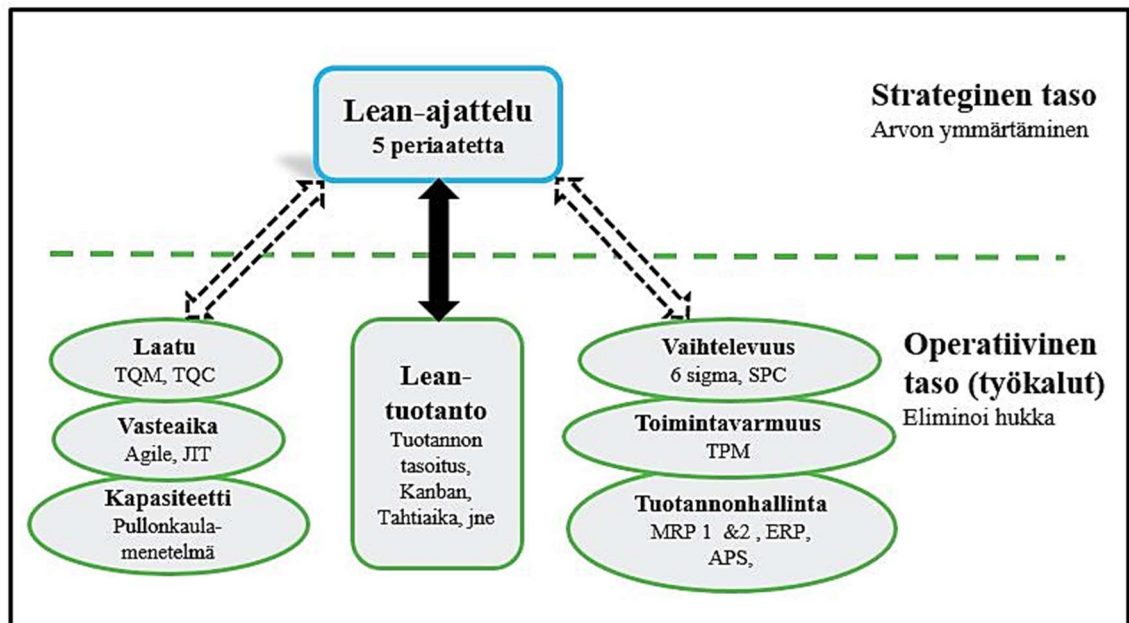 Lean-ajattelu
5 periaatetta
Strateginen taso
Arvon ymmärtäminen
Laatu
TQM, TQC
Vasteaika
Agile, JIT
Kapasiteetti
Pullonkaula-
menetelmä
Lean-
tuotanto
Tuotannon
tasoitus,
Kanban,
Tahtiaika, jne
Vaihtelevuus
6 sigma, SPC
Toimintavarmuus
TPM
Tuotannonhallinta
MRP 1 &2 , ERP,
APS,
Operatiivinen
taso (työkalut)
Eliminoi hukka